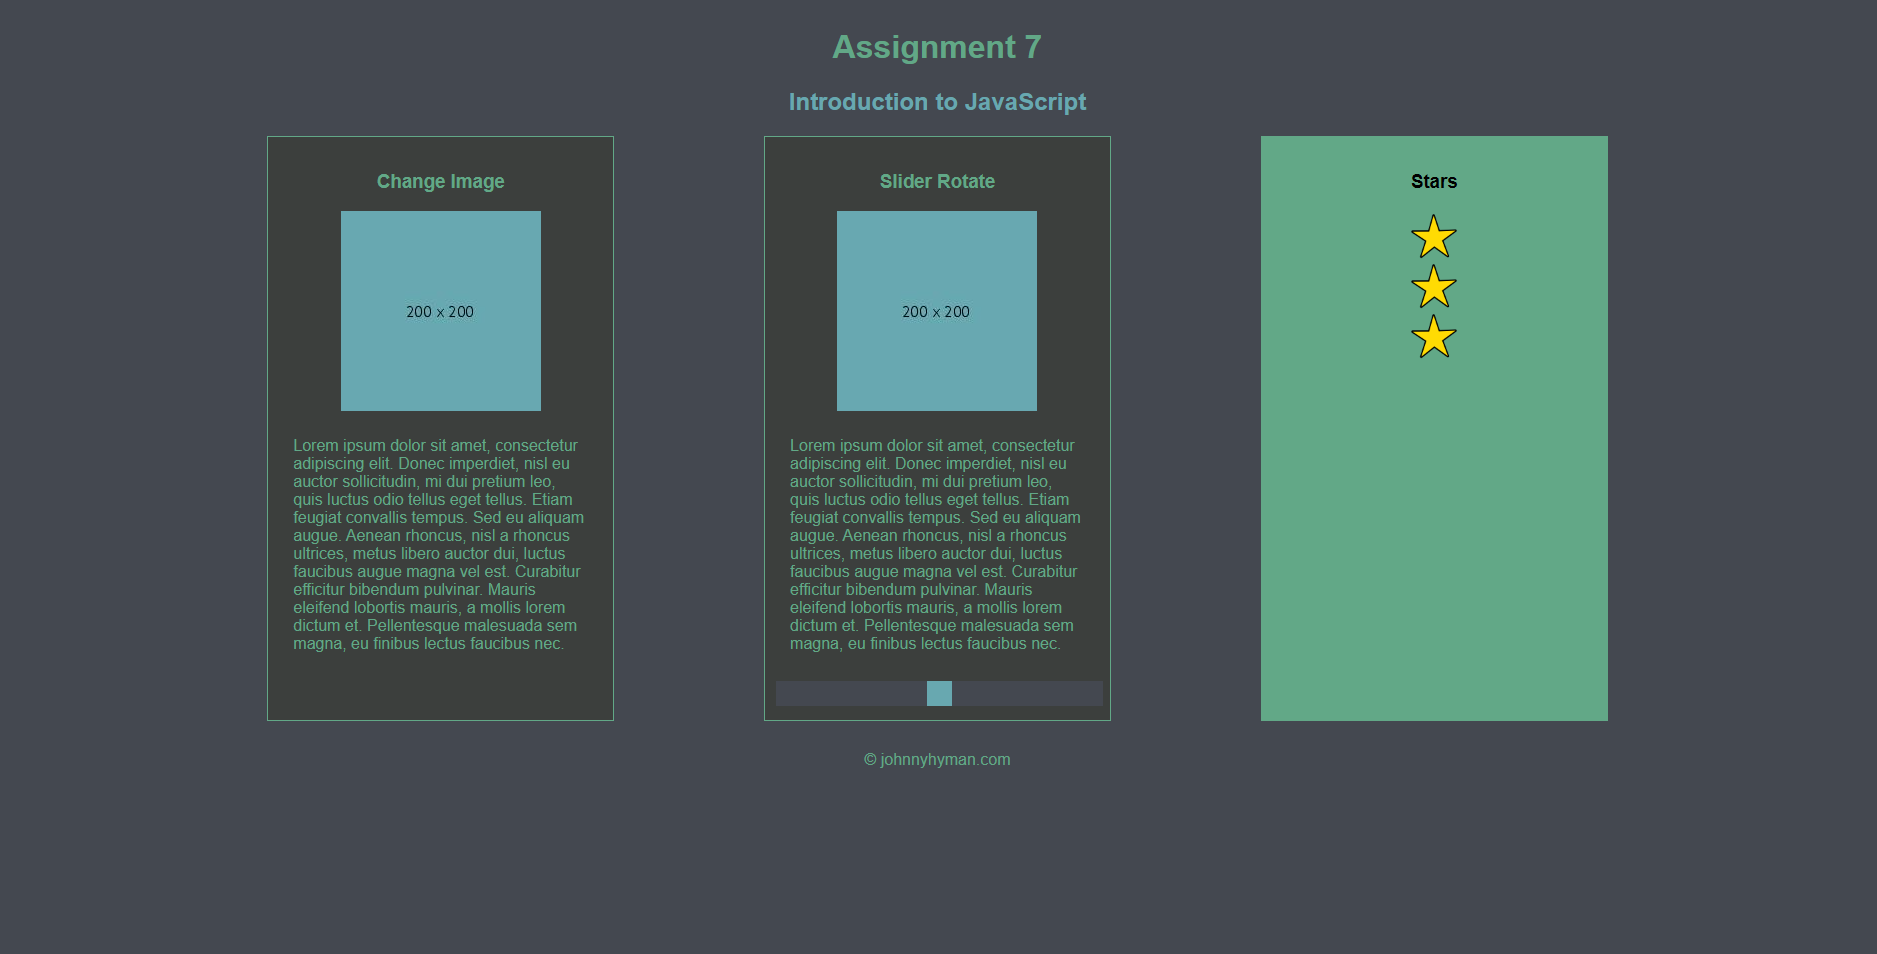 Assignment 7
Introduction to JavaScript
Change Image
200 x 200
Lorem ipsum dolor sit amet, consectetur
adipiscing elit. Donec imperdiet, nisl eu
auctor sollicitudin, mi dui pretium leo,
quis luctus odio tellus eget tellus. Etiam
feugiat convallis tempus. Sed eu aliquam
augue. Aenean rhoncus, nisl a rhoncus
ultrices, metus libero auctor dui, luctus
faucibus augue magna vel est. Curabitur
efficitur bibendum pulvinar. Mauris
eleifend lobortis mauris, a mollis lorem
dictum et. Pellentesque malesuada sem
magna, eu finibus lectus faucibus nec.
Slider Rotate
200 x 200
Lorem ipsum dolor sit amet, consectetur
adipiscing elit. Donec imperdiet, nisl eu
auctor sollicitudin, mi dui pretium leo,
quis luctus odio tellus eget tellus. Etiam
feugiat convallis tempus. Sed eu aliquam
augue. Aenean rhoncus, nisl a rhoncus
ultrices, metus libero auctor dui, luctus
faucibus augue magna vel est. Curabitur
efficitur bibendum pulvinar. Mauris
eleifend lobortis mauris, a mollis lorem
dictum et. Pellentesque malesuada sem
magna, eu finibus lectus faucibus nec.
Stars
© johnnyhyman.com